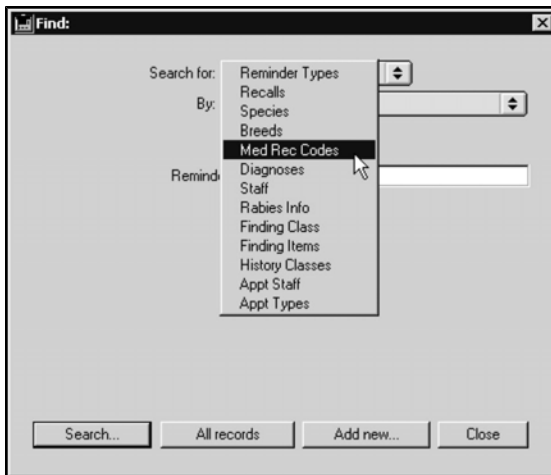 Find:
Search for:
By:
Remind
Reminder Types
Recalls
Species
Breeds
Med Rec Codes
Diagnoses
Staff
Rabies Info
Finding Class
Finding Items
History Classes
Appt Staff
Appt Types
Search...
All records
Add new...
Close